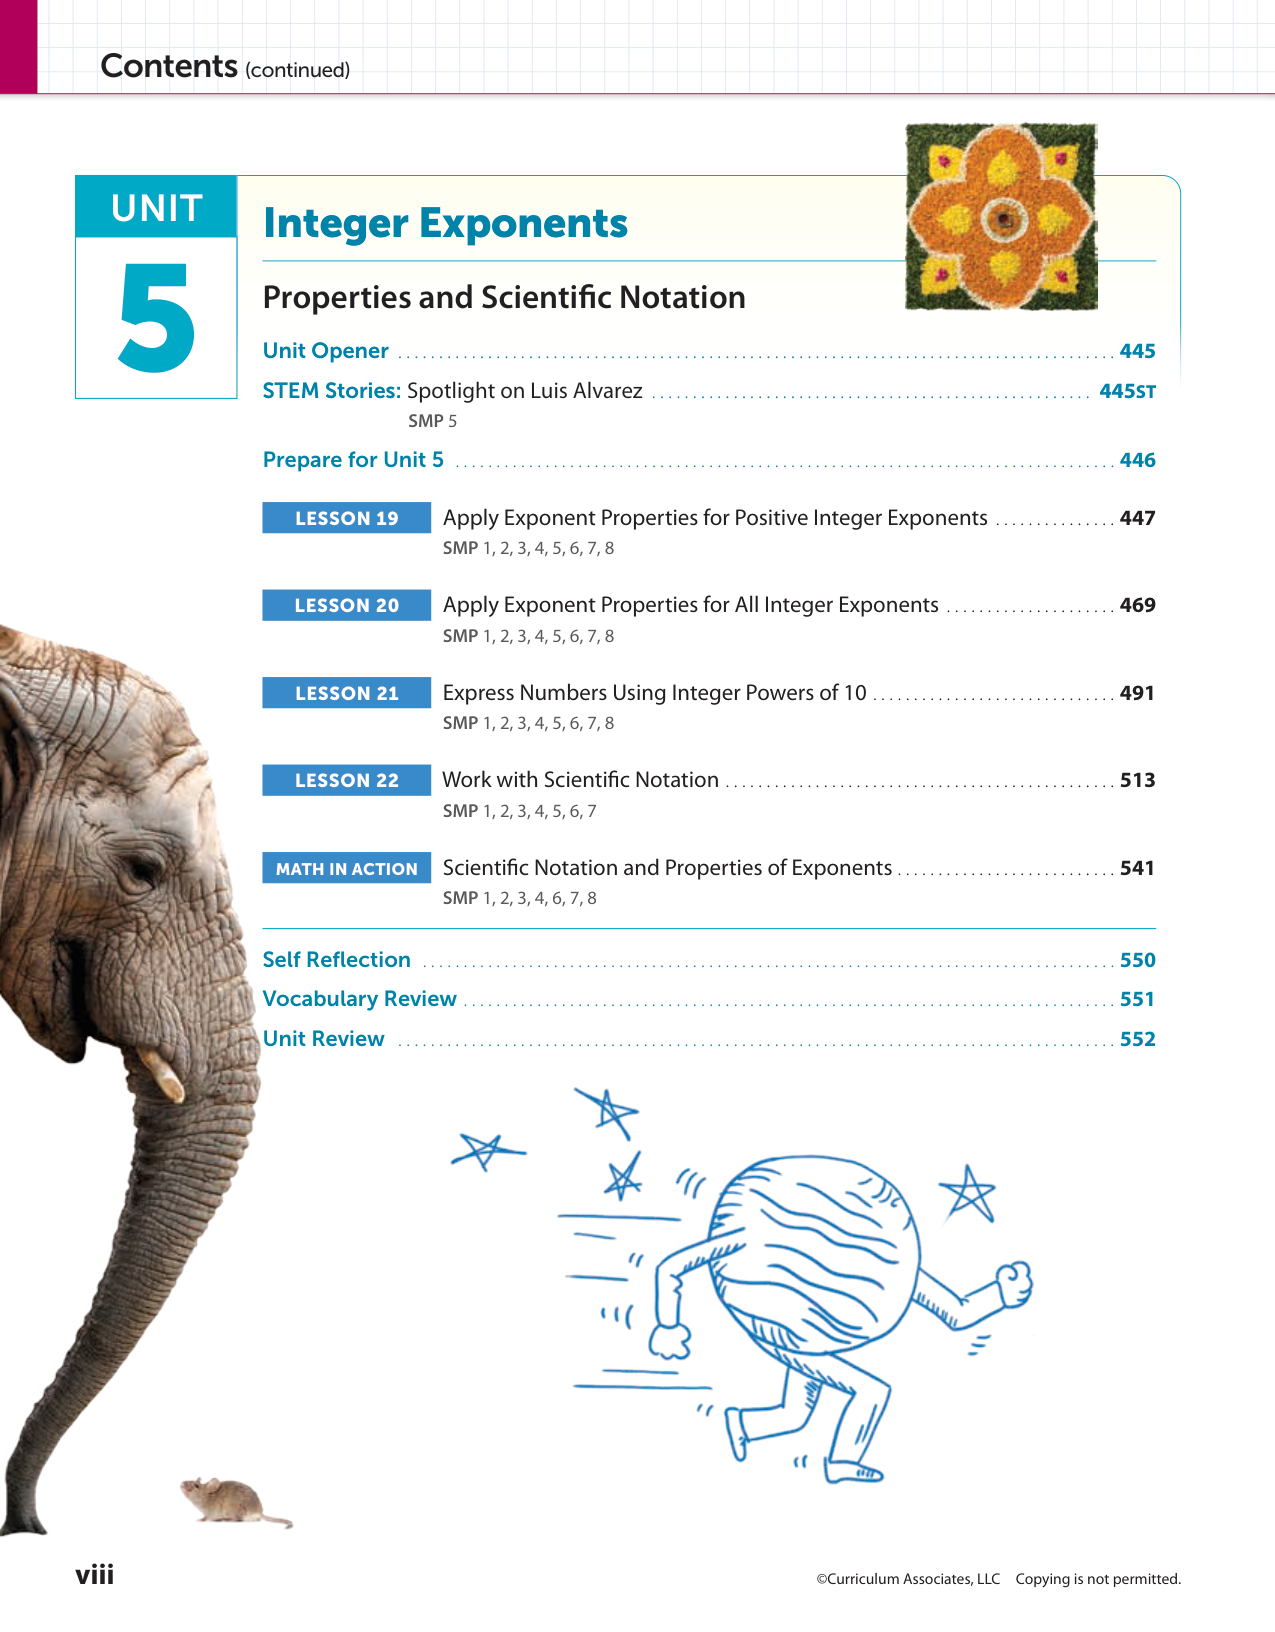 Contents (continued)
UNIT
5
Integer Exponents
Properties and Scientific Notation
Unit Opener 445
STEM Stories: Spotlight on Luis Alvarez 445ST
SMP 5
Prepare for Unit 5 446
LESSON 19 Apply Exponent Properties for Positive Integer Exponents 447
SMP 1, 2, 3, 4, 5, 6, 7, 8
LESSON 20 Apply Exponent Properties for All Integer Exponents 469
SMP 1, 2, 3, 4, 5, 6, 7, 8
LESSON 21 Express Numbers Using Integer Powers of 10 491
SMP 1, 2, 3, 4, 5, 6, 7, 8
LESSON 22 Work with Scientific Notation 513
SMP 1, 2, 3, 4, 5, 6, 7
MATH IN ACTION Scientific Notation and Properties of Exponents 541
SMP 1, 2, 3, 4, 6, 7, 8
Self Reflection 550
Vocabulary Review 551
Unit Review 552
viii
©Curriculum Associates, LLC Copying is not permitted.